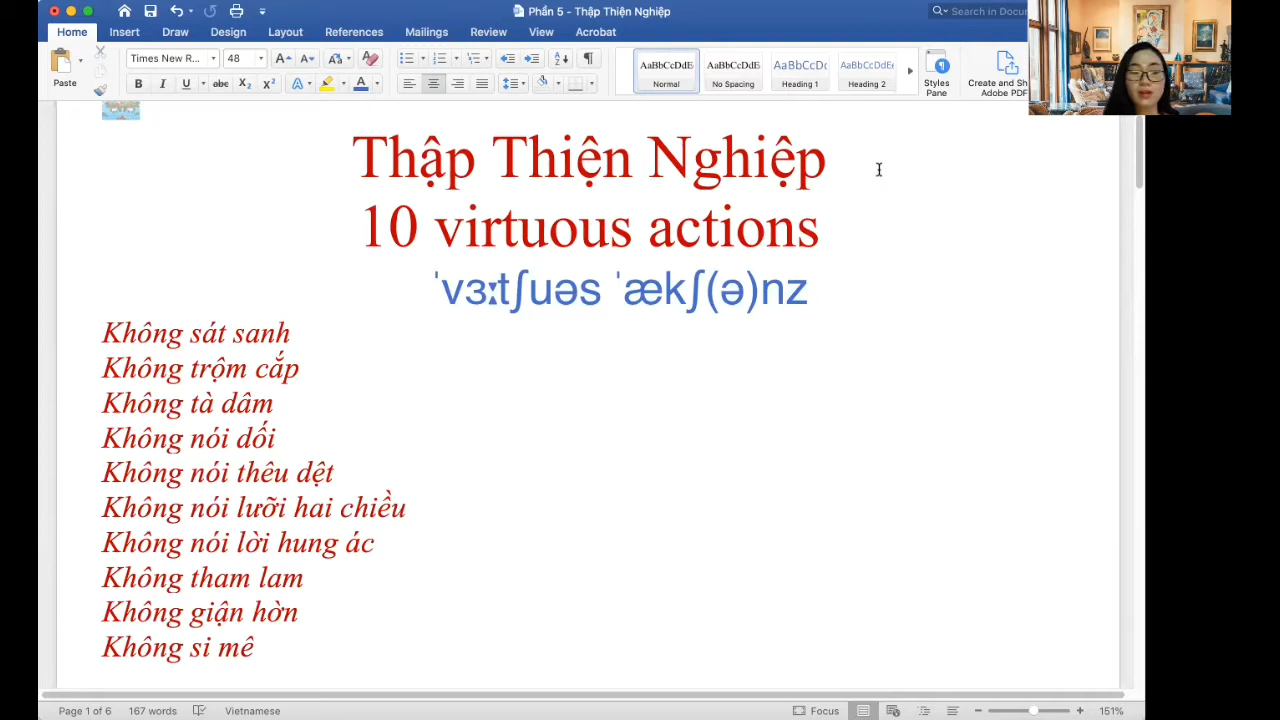 Phần 5 - Thập Thiện Nghiệp
Search in Docu
Home Insert Draw Design Layout References Mailings Review View Acrobat
Times New R... 48
Paste
AaBbCcDdE AaBbCcDdE AaBbCcDc AaBbCcDdE
Normal No Spacing Heading 1 Heading 2
Styles Pane
Create and Sh
Adobe PDF
Thập Thiện Nghiệp
10 virtuous actions
ˈvɜːtʃuəs ˈækʃ(ə)nz
Không sát sanh
Không trộm cắp
Không tà dâm
Không nói dối
Không nói thêu dệt
Không nói lưỡi hai chiều
Không nói lời hung ác
Không tham lam
Không giận hờn
Không si mê
Page 1 of 6 167 words Vietnamese Focus 151%